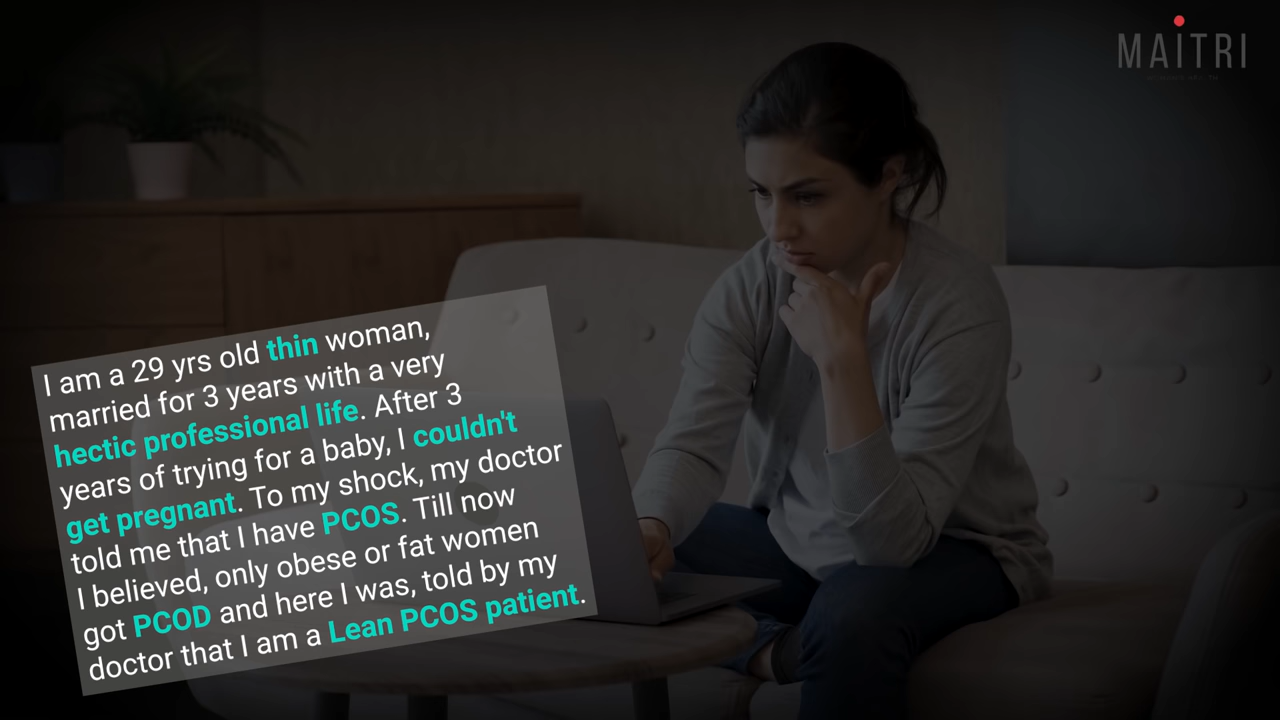 MAITRI
I am a 29 yrs old thin woman,
married for 3 years with a very
hectic professional life. After 3
years of trying for a baby, I couldn't
get pregnant. To my shock, my doctor
told me that I have PCOS. Till now
I believed, only obese or fat women
got PCOD and here I was, told by my
doctor that I am a Lean PCOS patient.